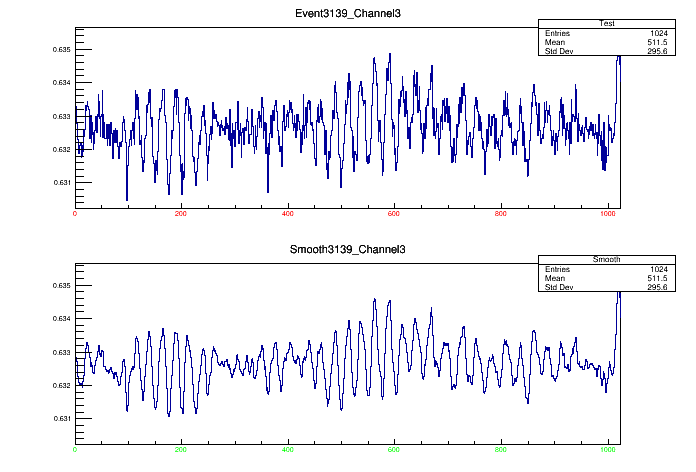 Event3139_Channel3
Test
Entries 1024
Mean 511.5
Std Dev 295.6
0.635
0.634
0.633
0.632
0.631
0 200 400 600 800 1000
Smooth3139_Channel3
Smooth
Entries 1024
Mean 511.5
Std Dev 295.6
0.635
0.634
0.633
0.632
0.631
0 200 400 600 800 1000